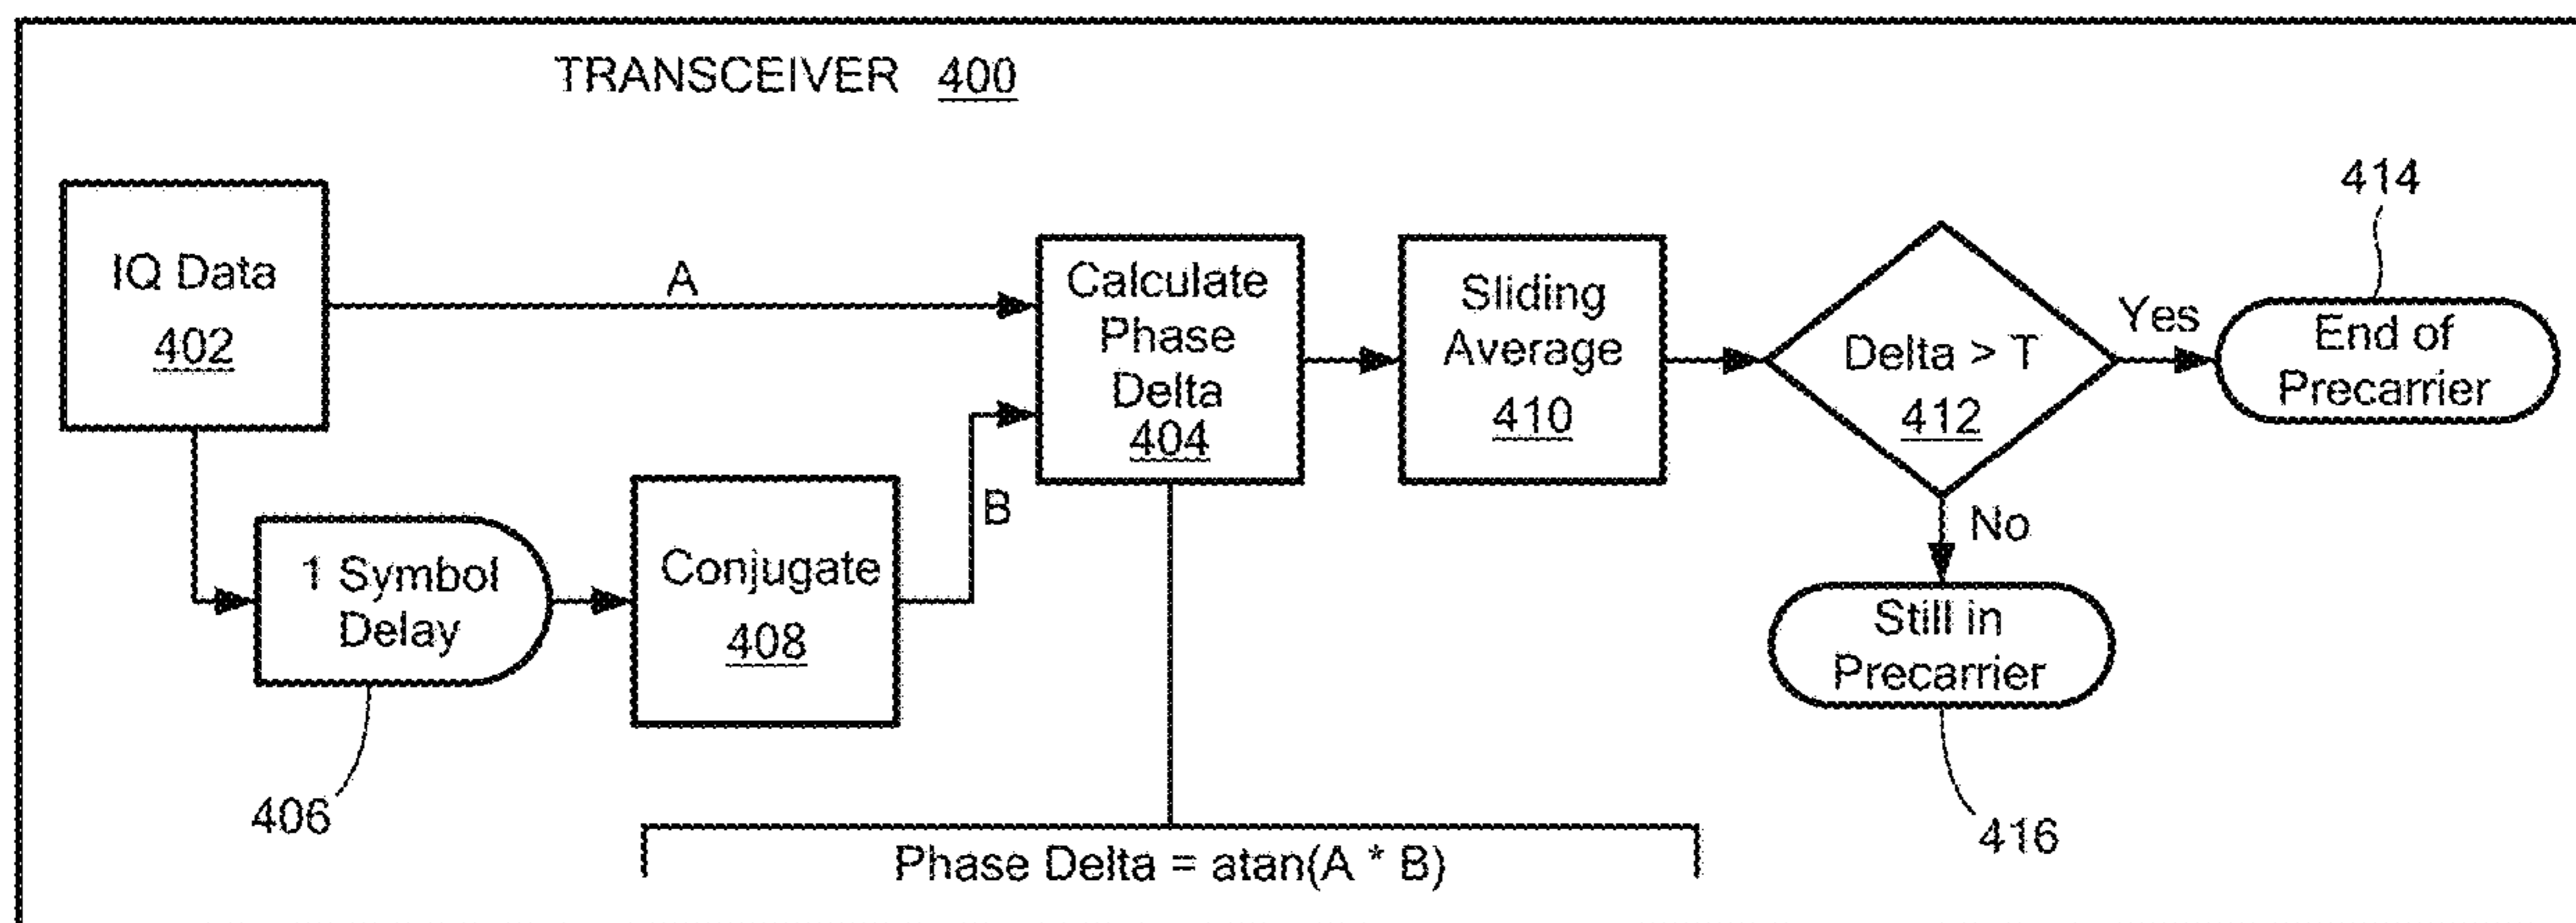 TRANSCEIVER 400
414
IQ Data
402
A
Calculate
Phase
Delta
404
Sliding
Average
410
Delta > T
412
Yes
End of
Precarrier
B
No
1 Symbol
Delay
Conjugate
408
Still in
Precarrier
406
416
Phase Delta = atan(A * B)